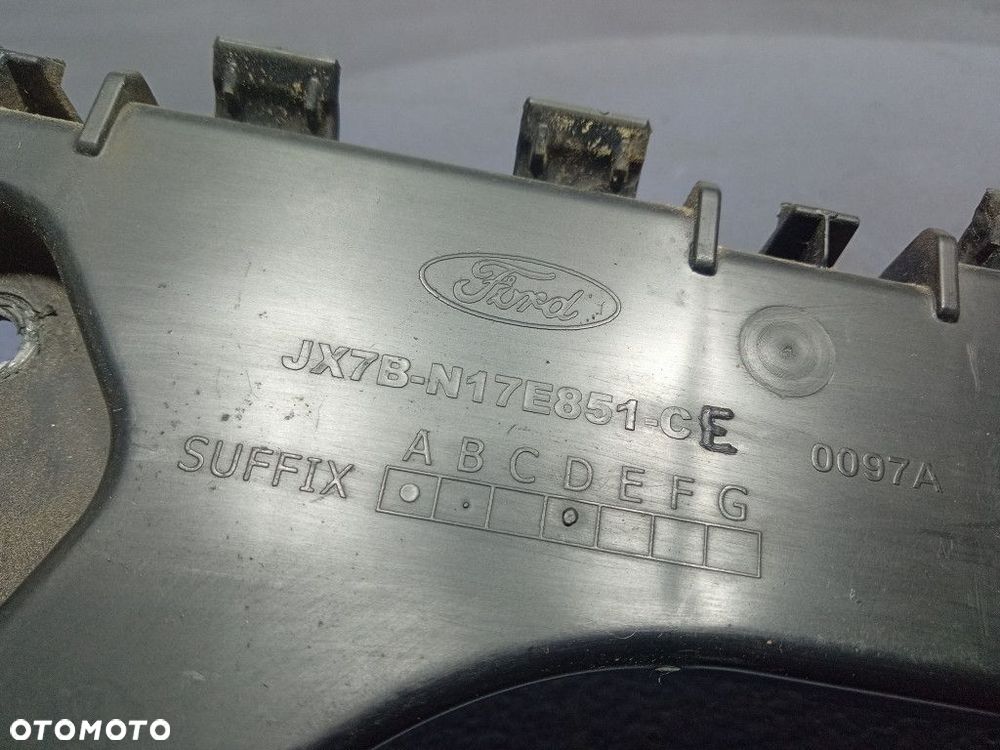 Ford
JX7B-N17E851-CE
0097A
SUFFIX A B C D E F G
OTOMOTO